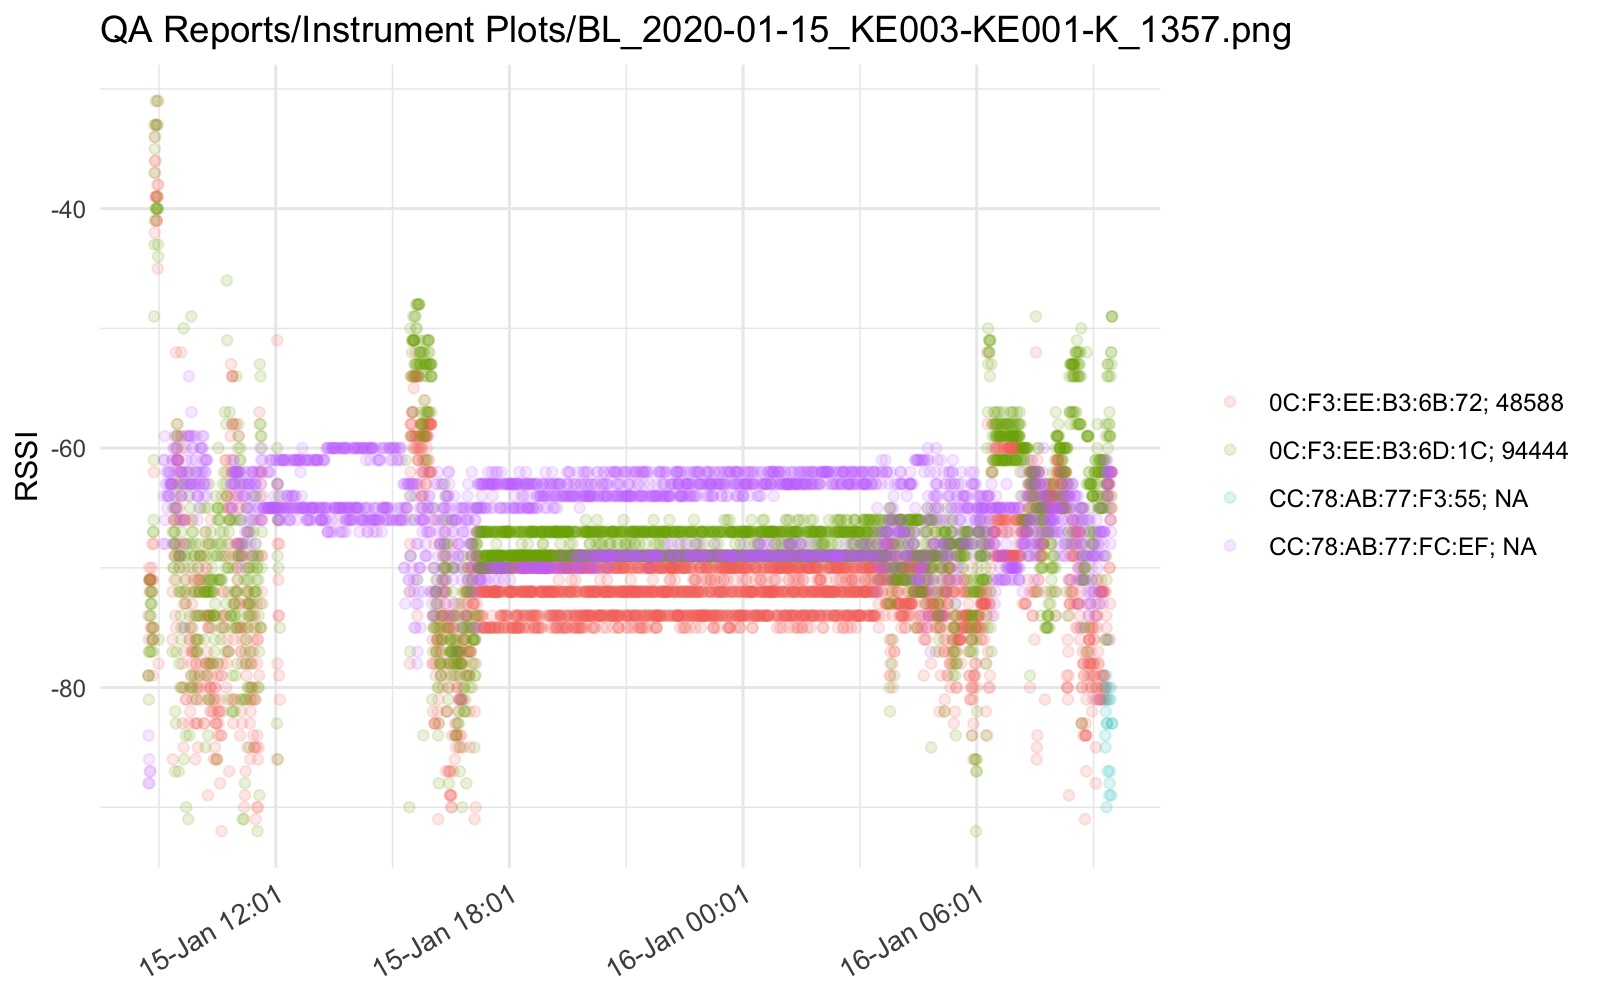 QA Reports/Instrument Plots/BL_2020-01-15_KE003-KE001-K_1357.png
RSSI
-40
-60
-80
15-Jan 12:01
15-Jan 18:01
16-Jan 00:01
16-Jan 06:01
0C:F3:EE:B3:6B:72; 48588
0C:F3:EE:B3:6D:1C; 94444
CC:78:AB:77:F3:55; NA
CC:78:AB:77:FC:EF; NA